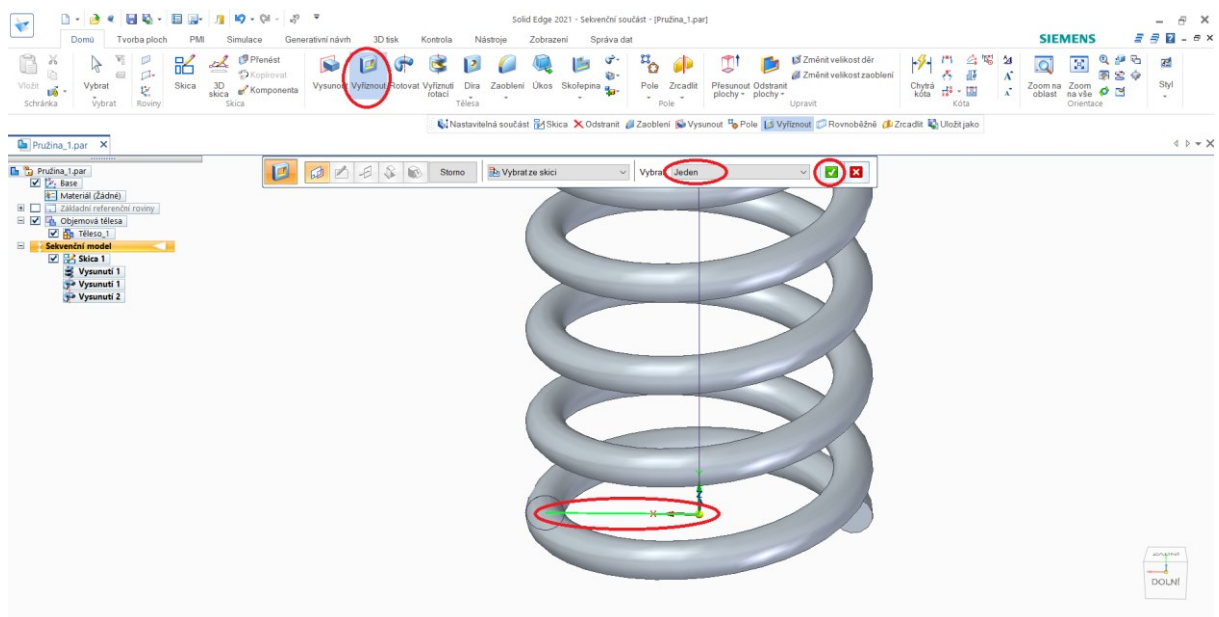 Solid Edge 2021 - Sekvenční součást - [Pružina_1.par]
Domů Tvorba ploch PMI Simulace Generativní návrh 3D tisk Kontrola Nástroje Zobrazení Správa dat SIEMENS
Vložit Vybrat Skica 3D skica Přenést Kopírovat Komponenta Vysunout Vyříznout Rotovat Vyříznutí rotací Díra Zaoblení Úkos Skořepina Pole Zrcadlit Přesunout plochy Odstranit plochy Změnit velikost děr Změnit velikost zaoblení Chytrá kóta Zoom na oblast Zoom na vše Styl
Schránka Vybrat Roviny Skica Tělesa Pole Upravit Kóta Orientace
Nastavitelná součást Skica Odstranit Zaoblení Vysunout Pole Vyříznout Rovnoběžně Zrcadlit Uložit jako
Pružina_1.par
Storno Vybrat ze skici Jeden
Pružina_1.par
Base
Materiál (Žádné)
Základní referenční roviny
Objemová tělesa
Těleso_1
Sekvenční model
Skica 1
Vysunutí 1
Vysunutí 1
Vysunutí 2
X
Y
DOLNÍ